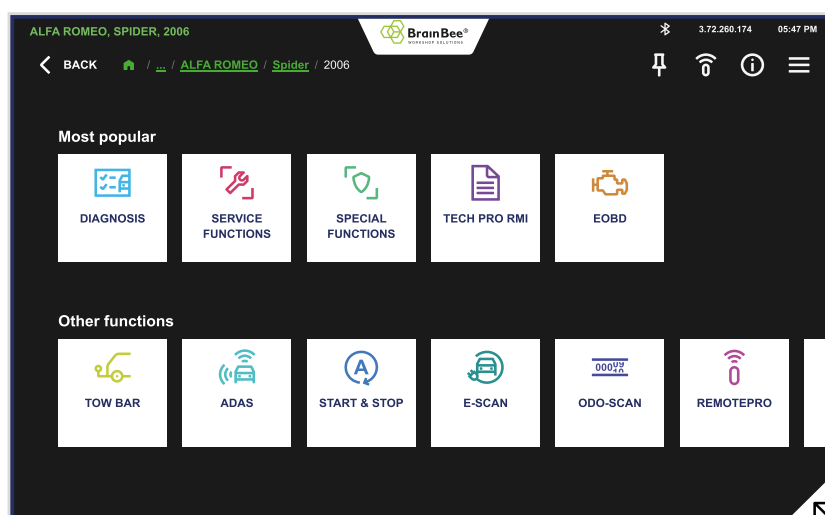 ALFA ROMEO, SPIDER, 2006
BrainBee®
WORKSHOP SOLUTIONS
3.72.260.174
05:47 PM
BACK / ... / ALFA ROMEO / Spider / 2006
Most popular
DIAGNOSIS
SERVICE
FUNCTIONS
SPECIAL
FUNCTIONS
TECH PRO RMI
EOBD
Other functions
TOW BAR
ADAS
A
START & STOP
E-SCAN
ODO-SCAN
REMOTEPRO